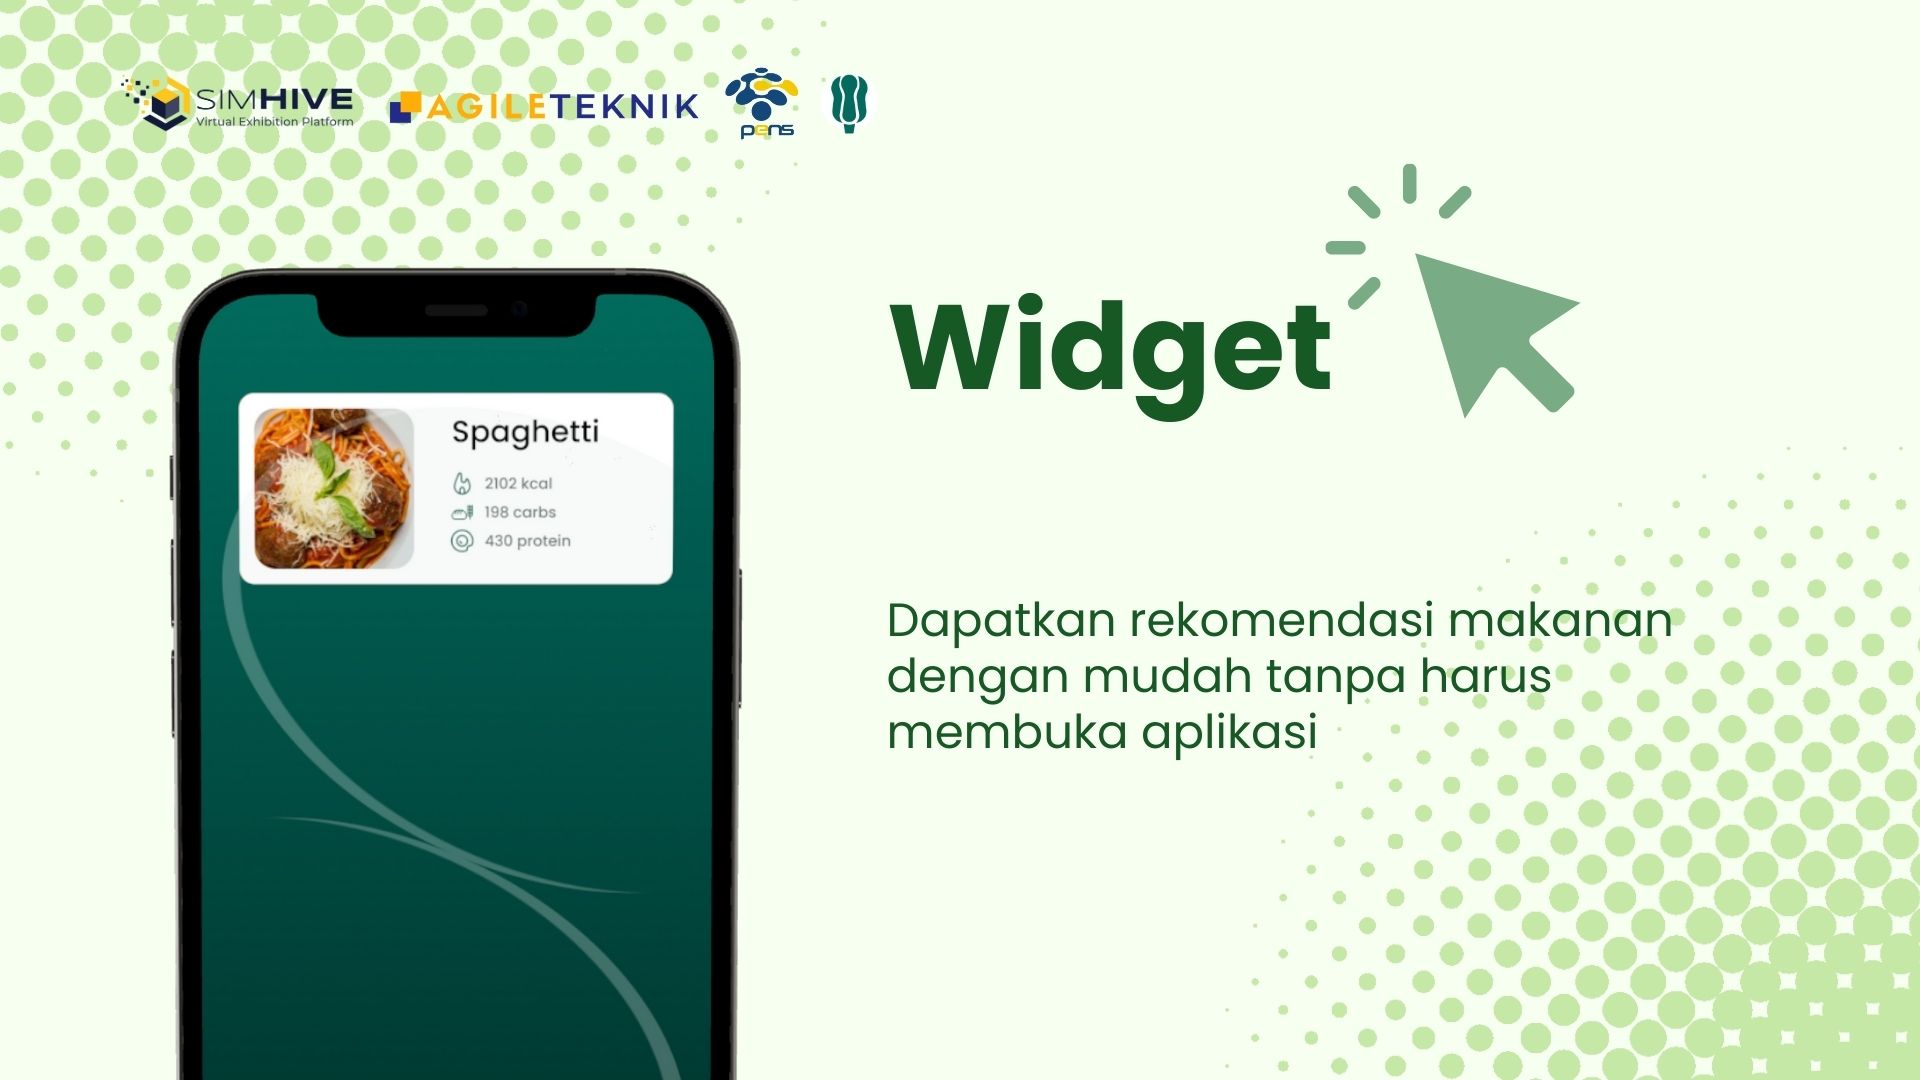 SIMHIVE
Virtual Exhibition Platform
AGILETEKNIK
pens
Widget
Spaghetti
2102 kcal
198 carbs
430 protein
Dapatkan rekomendasi makanan
dengan mudah tanpa harus
membuka aplikasi